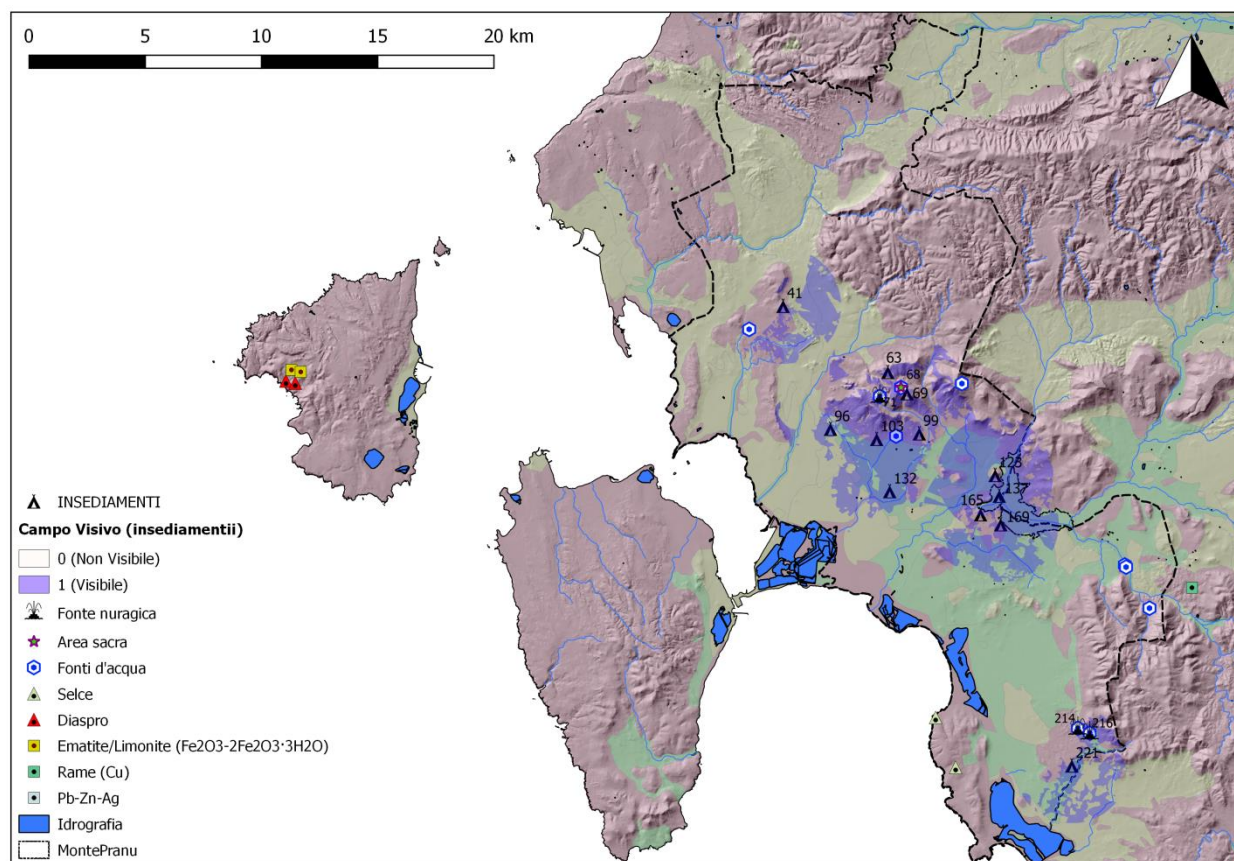 0 5 10 15 20 km
41
63
68
69
71
96
103
99
132
123
137
165
169
214
216
221
INSEDIAMENTI
Campo Visivo (insediamentii)
0 (Non Visibile)
1 (Visibile)
Fonte nuragica
Area sacra
Fonti d'acqua
Selce
Diaspro
Ematite/Limonite (Fe2O3-2Fe2O3·3H2O)
Rame (Cu)
Pb-Zn-Ag
Idrografia
MontePranu